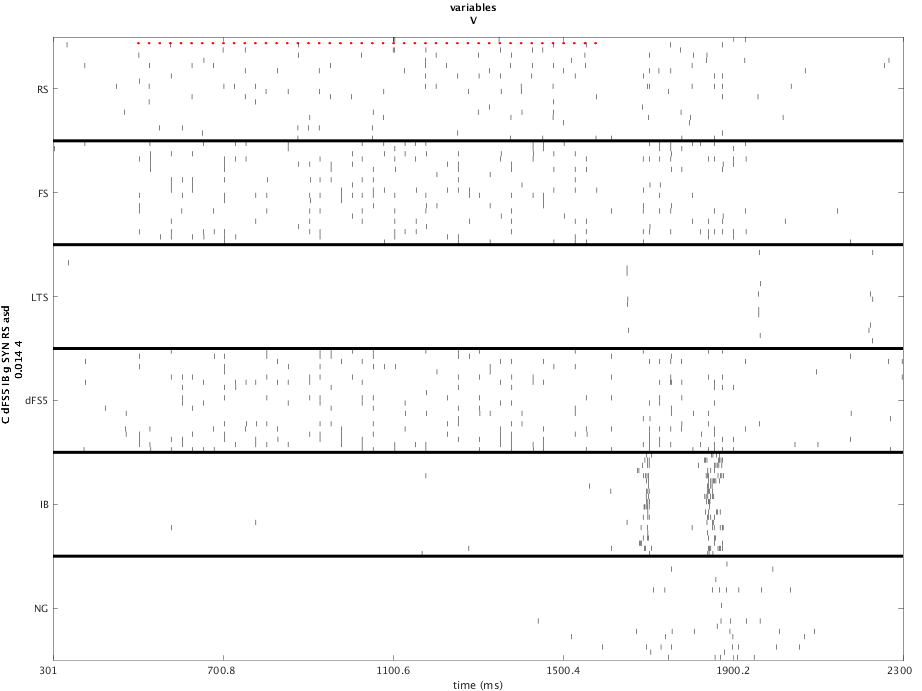 variables
V
RS
FS
LTS
dFS5
IB
NG
C dFS5 IB g SYN RS asd
0.014 4
301
700.8
1100.6
1500.4
1900.2
2300
time (ms)